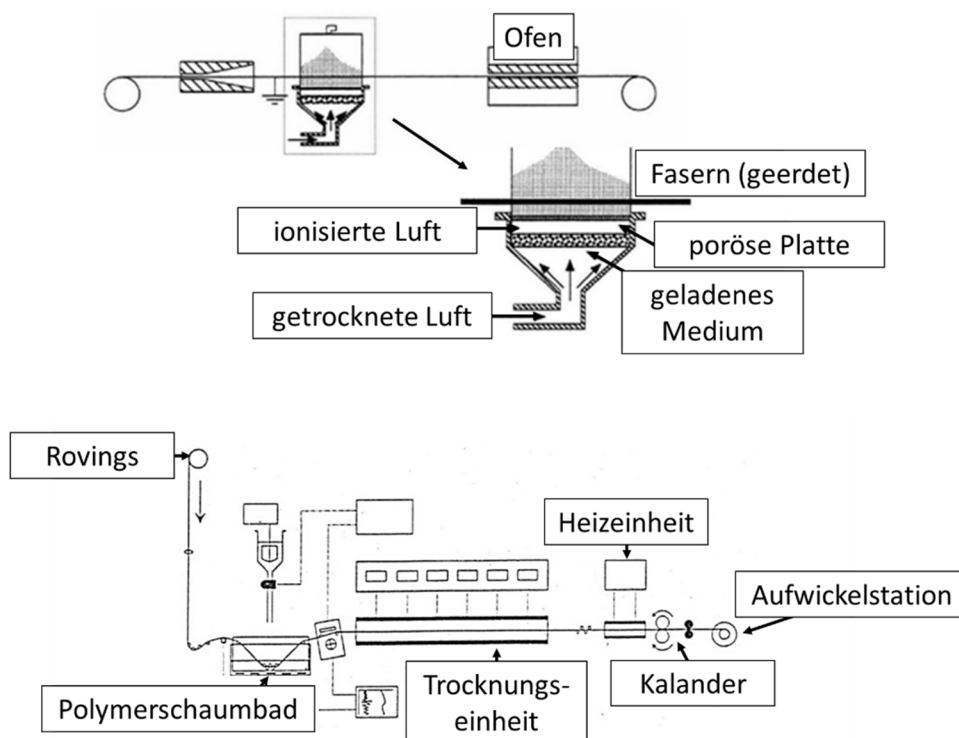 Ofen
Fasern (geerdet)
ionisierte Luft
poröse Platte
getrocknete Luft
geladenes
Medium
Rovings
Heizeinheit
Aufwickelstation
Polymerschaumbad
Trocknungs-
einheit
Kalander